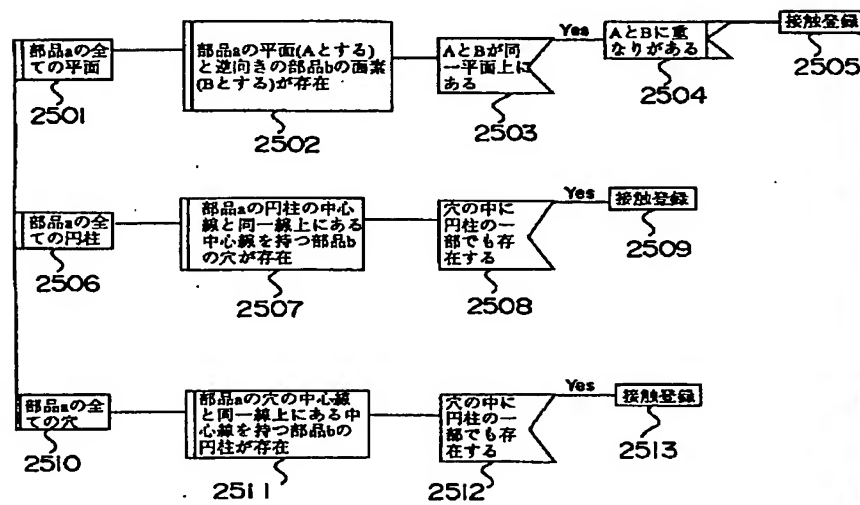 部品aの全
ての平面
2501
部品aの平面(Aとする)
と逆向きの部品bの面素
(Bとする)が存在
2502
AとBが同
一平面上に
ある
2503
Yes
AとBに重
なりがある
2504
接触登録
2505
部品aの全
ての円柱
2506
部品aの円柱の中心
線と同一線上にある
中心線を持つ部品b
の穴が存在
2507
穴の中に
円柱の一
部でも存
在する
2508
Yes
接触登録
2509
部品aの全
ての穴
2510
部品aの穴の中心線
と同一線上にある中
心線を持つ部品bの
円柱が存在
2511
穴の中に
円柱の一
部でも存
在する
2512
Yes
接触登録
2513